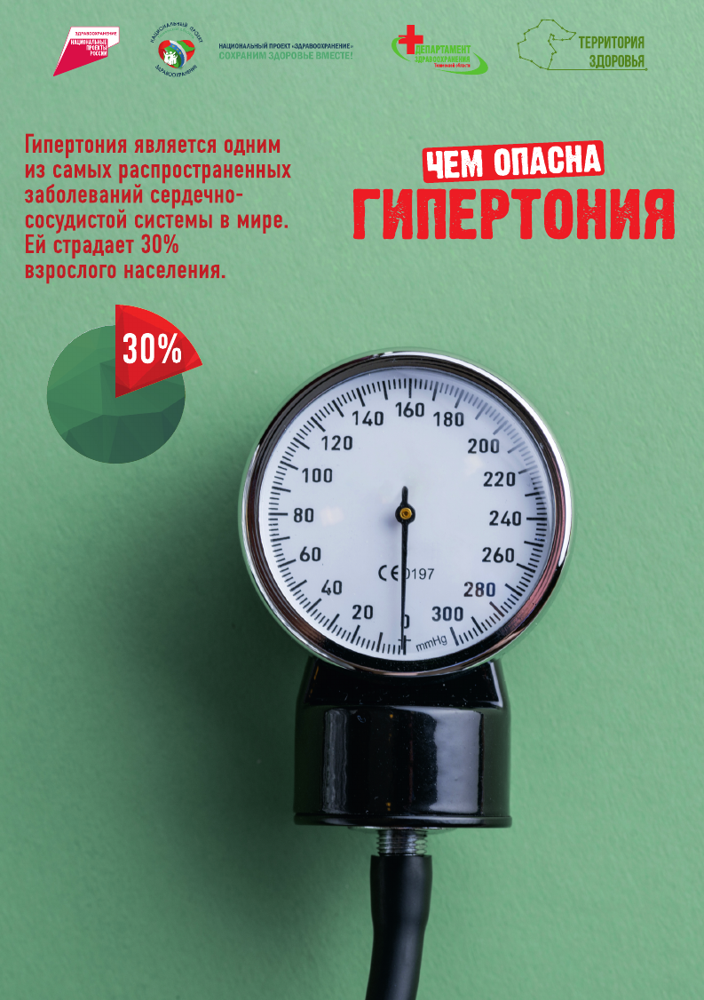 ЗДРАВООХРАНЕНИЕ
НАЦИОНАЛЬНЫЕ
ПРОЕКТЫ
РОССИИ
НАЦИОНАЛЬНЫЙ ПРОЕКТ
ЗДРАВООХРАНЕНИЕ
НАЦИОНАЛЬНЫЙ ПРОЕКТ «ЗДРАВООХРАНЕНИЕ»
СОХРАНИМ ЗДОРОВЬЕ ВМЕСТЕ!
ДЕПАРТАМЕНТ
ЗДРАВООХРАНЕНИЯ
Тюменской области
ТЕРРИТОРИЯ
ЗДОРОВЬЯ
Гипертония является одним
из самых распространенных
заболеваний сердечно-
сосудистой системы в мире.
Ей страдает 30%
взрослого населения.
ЧЕМ ОПАСНА
ГИПЕРТОНИЯ
30%
0
20
40
60
80
100
120
140
160
180
200
220
240
260
280
300
mmHg
CE 0197